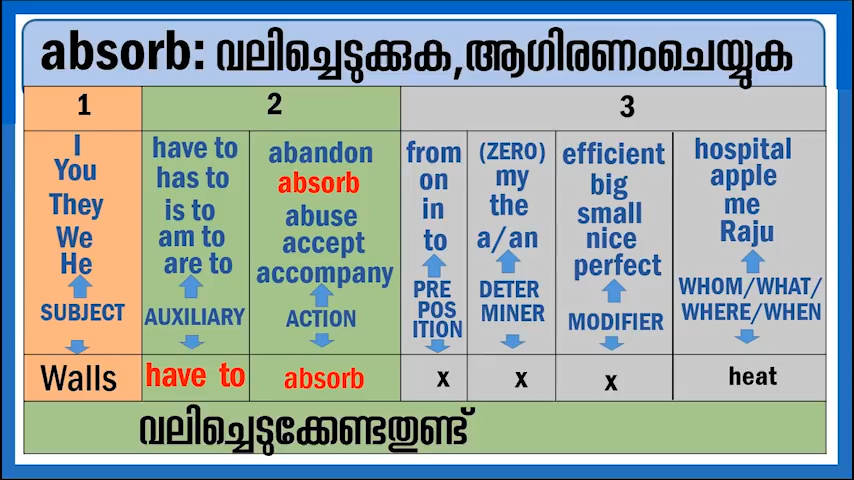 absorb: വലിച്ചെടുക്കുക,ആഗിരണംചെയ്യുക
1 2 3
I
You
They
We
He
SUBJECT
have to
has to
is to
am to
are to
AUXILIARY
abandon
absorb
abuse
accept
accompany
ACTION
from
on
in
to
PRE
POS
ITION
(ZERO)
my
the
a/an
DETER
MINER
efficient
big
small
nice
perfect
MODIFIER
hospital
apple
me
Raju
WHOM/WHAT/
WHERE/WHEN
Walls have to absorb x x x heat
വലിച്ചെടുക്കേണ്ടതുണ്ട്